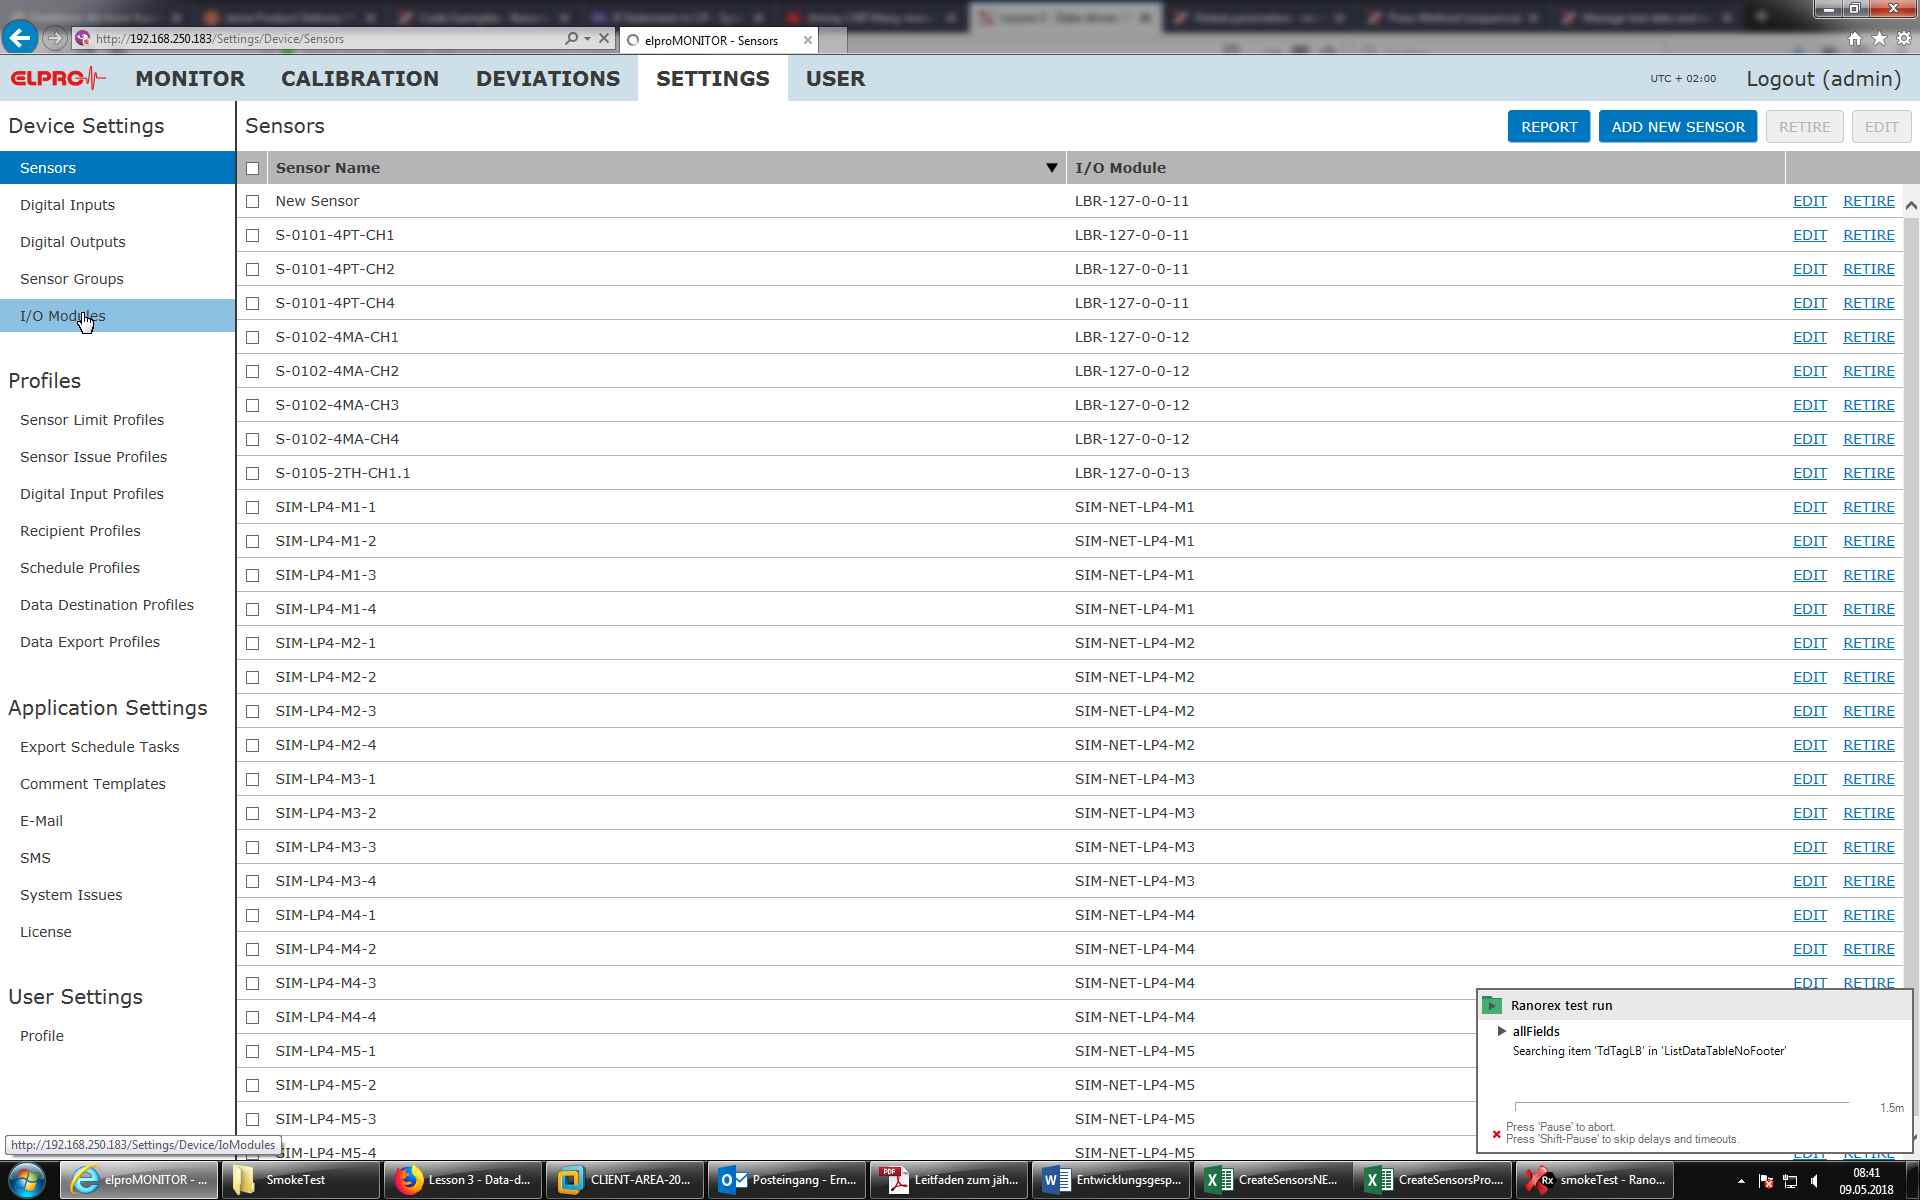 http://192.168.250.183/Settings/Device/Sensors
elproMONITOR - Sensors
ELPRO MONITOR CALIBRATION DEVIATIONS SETTINGS USER UTC + 02:00 Logout (admin)
Device Settings
Sensors
Digital Inputs
Digital Outputs
Sensor Groups
I/O Modules
Profiles
Sensor Limit Profiles
Sensor Issue Profiles
Digital Input Profiles
Recipient Profiles
Schedule Profiles
Data Destination Profiles
Data Export Profiles
Application Settings
Export Schedule Tasks
Comment Templates
E-Mail
SMS
System Issues
License
User Settings
Profile
http://192.168.250.183/Settings/Device/IoModules
Sensors REPORT ADD NEW SENSOR RETIRE EDIT
Sensor Name I/O Module
New Sensor LBR-127-0-0-11 EDIT RETIRE
S-0101-4PT-CH1 LBR-127-0-0-11 EDIT RETIRE
S-0101-4PT-CH2 LBR-127-0-0-11 EDIT RETIRE
S-0101-4PT-CH4 LBR-127-0-0-11 EDIT RETIRE
S-0102-4MA-CH1 LBR-127-0-0-12 EDIT RETIRE
S-0102-4MA-CH2 LBR-127-0-0-12 EDIT RETIRE
S-0102-4MA-CH3 LBR-127-0-0-12 EDIT RETIRE
S-0102-4MA-CH4 LBR-127-0-0-12 EDIT RETIRE
S-0105-2TH-CH1.1 LBR-127-0-0-13 EDIT RETIRE
SIM-LP4-M1-1 SIM-NET-LP4-M1 EDIT RETIRE
SIM-LP4-M1-2 SIM-NET-LP4-M1 EDIT RETIRE
SIM-LP4-M1-3 SIM-NET-LP4-M1 EDIT RETIRE
SIM-LP4-M1-4 SIM-NET-LP4-M1 EDIT RETIRE
SIM-LP4-M2-1 SIM-NET-LP4-M2 EDIT RETIRE
SIM-LP4-M2-2 SIM-NET-LP4-M2 EDIT RETIRE
SIM-LP4-M2-3 SIM-NET-LP4-M2 EDIT RETIRE
SIM-LP4-M2-4 SIM-NET-LP4-M2 EDIT RETIRE
SIM-LP4-M3-1 SIM-NET-LP4-M3 EDIT RETIRE
SIM-LP4-M3-2 SIM-NET-LP4-M3 EDIT RETIRE
SIM-LP4-M3-3 SIM-NET-LP4-M3 EDIT RETIRE
SIM-LP4-M3-4 SIM-NET-LP4-M3 EDIT RETIRE
SIM-LP4-M4-1 SIM-NET-LP4-M4 EDIT RETIRE
SIM-LP4-M4-2 SIM-NET-LP4-M4 EDIT RETIRE
SIM-LP4-M4-3 SIM-NET-LP4-M4 EDIT RETIRE
SIM-LP4-M4-4 SIM-NET-LP4-M4
SIM-LP4-M5-1 SIM-NET-LP4-M5
SIM-LP4-M5-2 SIM-NET-LP4-M5
SIM-LP4-M5-3 SIM-NET-LP4-M5
SIM-LP4-M5-4 SIM-NET-LP4-M5 EDIT RETIRE
Ranorex test run
allFields
Searching item 'TdTagLB' in 'ListDataTableNoFooter'
1.5m
Press 'Pause' to abort.
Press 'Shift-Pause' to skip delays and timeouts.
elproMONITOR - ... SmokeTest Lesson 3 - Data-d... CLIENT-AREA-20... Posteingang - Ern... Leitfaden zum jäh... Entwicklungsgesp... CreateSensorsNE... CreateSensorsPro.... smokeTest - Rano... 08:41
09.05.2018